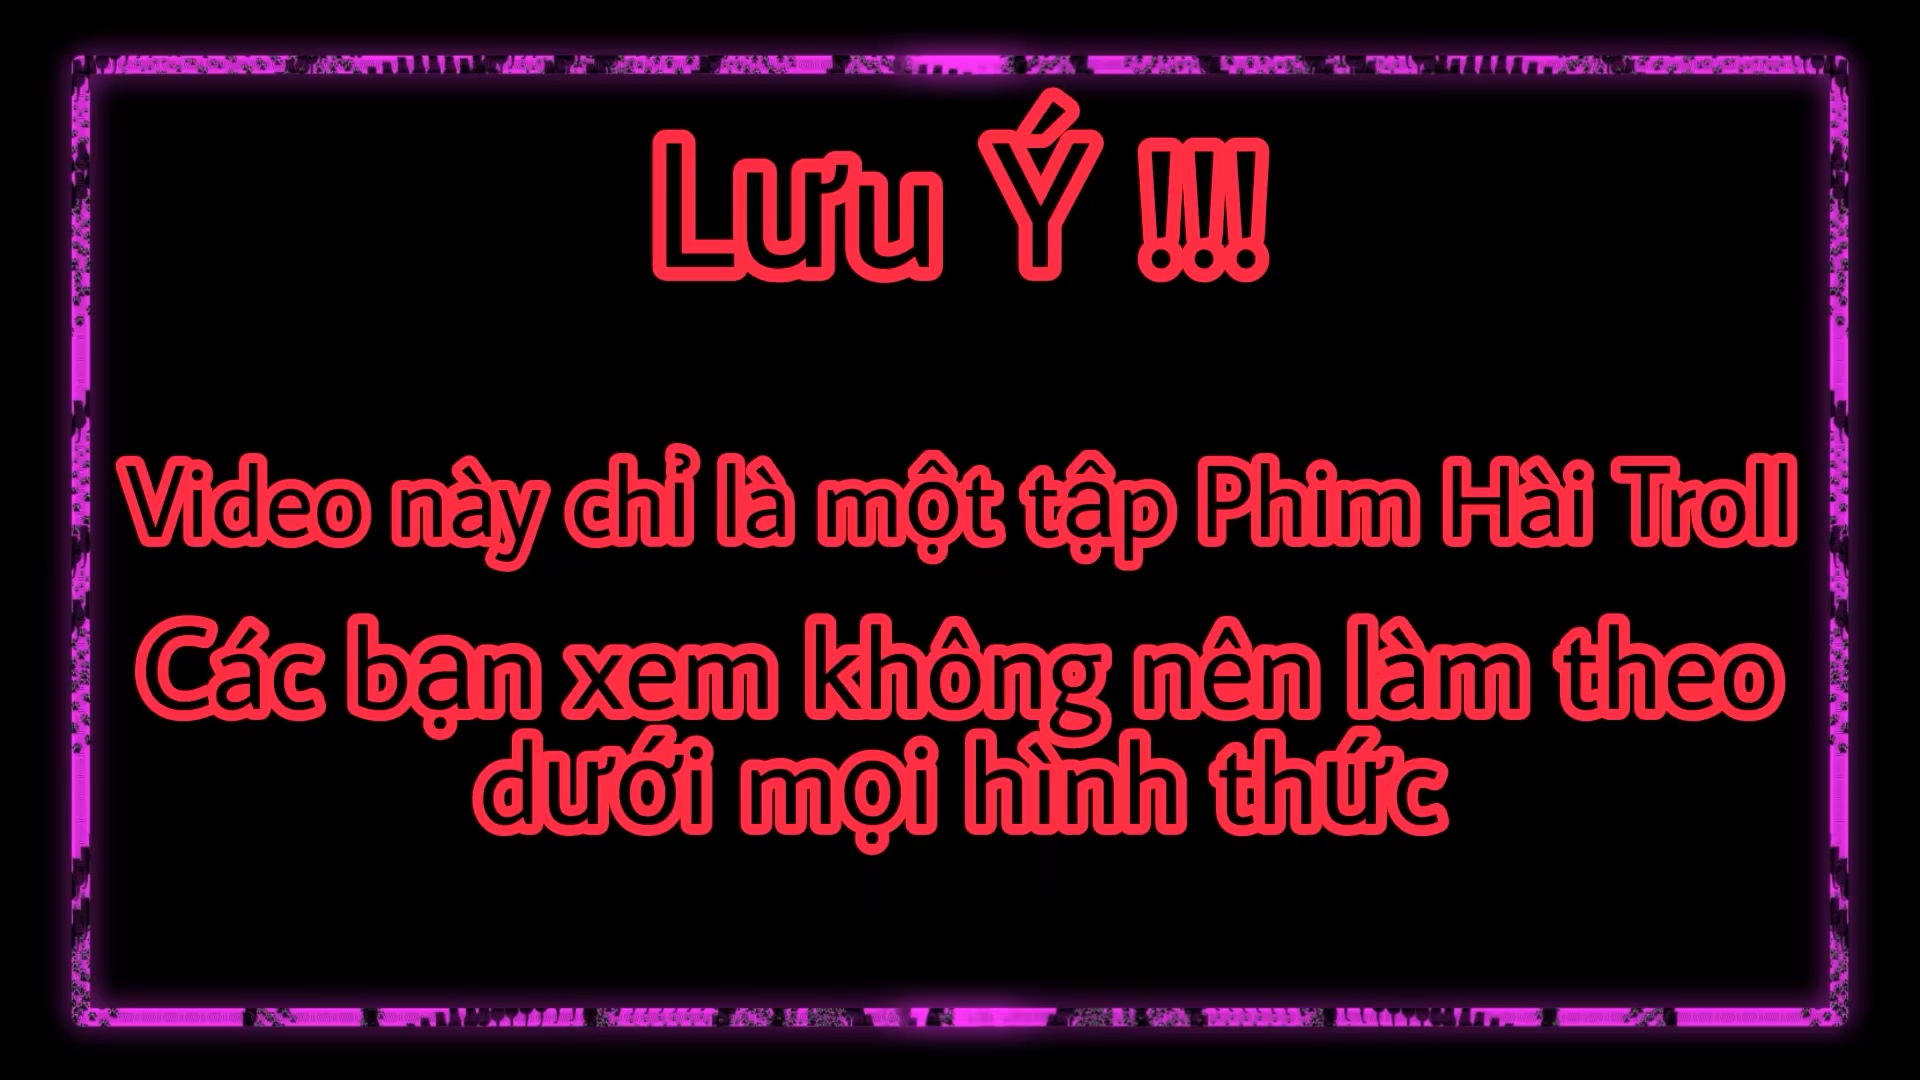 Lưu Ý !!!
Video này chỉ là một tập Phim Hài Troll
Các bạn xem không nên làm theo
dưới mọi hình thức